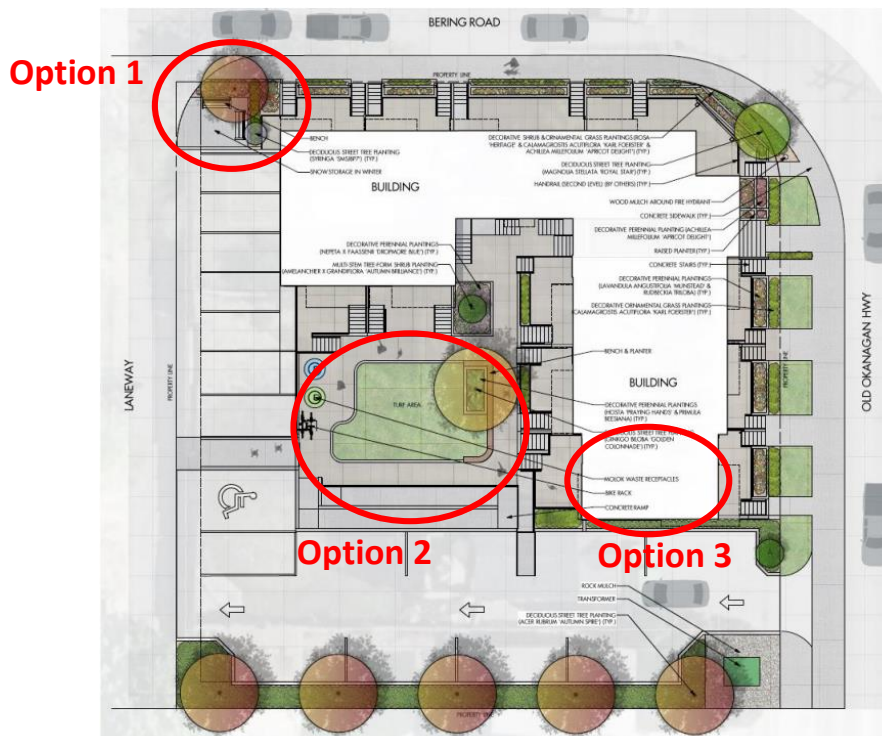 BERING ROAD
Option 1
PROPERTY LINE
BENCH
DECIDUOUS STREET TREE PLANTING
(SYRINGA 'SMSJBP7') (TYP.)
SNOW STORAGE IN WINTER
BUILDING
DECORATIVE SHRUB & ORNAMENTAL GRASS PLANTINGS (ROSA
'HERITAGE' & CALAMAGROSTIS ACUTIFLORA 'KARL FOERSTER' &
ACHILEA MILLEFOLIUM 'APRICOT DELIGHT') (TYP.)
DECIDUOUS STREET TREE PLANTING
(MAGNOLIA STELLATA 'ROYAL STAR') (TYP.)
HANDRAIL (SECOND LEVEL) (BY OTHERS) (TYP.)
WOOD MULCH AROUND FIRE HYDRANT
CONCRETE SIDEWALK (TYP.)
DECORATIVE PERENNIAL PLANTING (ACHILLEA
MILLEFOLIUM 'APRICOT DELIGHT')
RAISED PLANTER (TYP.)
CONCRETE STAIRS (TYP.)
DECORATIVE PERENNIAL PLANTINGS
(NEPETA X FAASSENII 'DROPMORE BLUE') (TYP.)
MULTI-STEM TREE-FORM SHRUB PLANTING
(AMELANCHIER X GRANDIFLORA 'AUTUMN BRILLIANCE') (TYP.)
DECORATIVE PERENNIAL PLANTINGS
(LAVANDULA ANGUSTIFOLIA 'MUNSTEAD' &
RUDBECKIA TRILOBA) (TYP.)
DECORATIVE ORNAMENTAL GRASS PLANTINGS
(CALAMAGROSTIS ACUTIFLORA 'KARL FOERSTER') (TYP.)
LANEWAY
PROPERTY LINE
OLD OKANAGAN HWY
PROPERTY LINE
TURF AREA
BENCH & PLANTER
BUILDING
DECORATIVE PERENNIAL PLANTINGS
(HOSTA 'PRAYING HANDS' & PRIMULA
BEESIANA) (TYP.)
DECIDUOUS STREET TREE
(GINKGO BILOBA 'GOLDEN
COLONNADE') (TYP.)
MOLOK WASTE RECEPTACLES
BIKE RACK
CONCRETE RAMP
Option 2
Option 3
ROCK MULCH
TRANSFORMER
DECIDUOUS STREET TREE PLANTING
(ACER RUBRUM 'AUTUMN SPIRE') (TYP.)
PROPERTY LINE